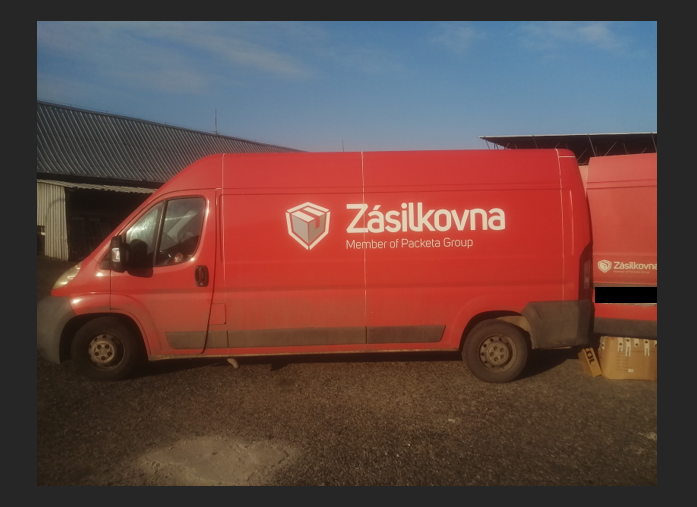 Zásilkovna
Member of Packeta Group
Zásilkovna